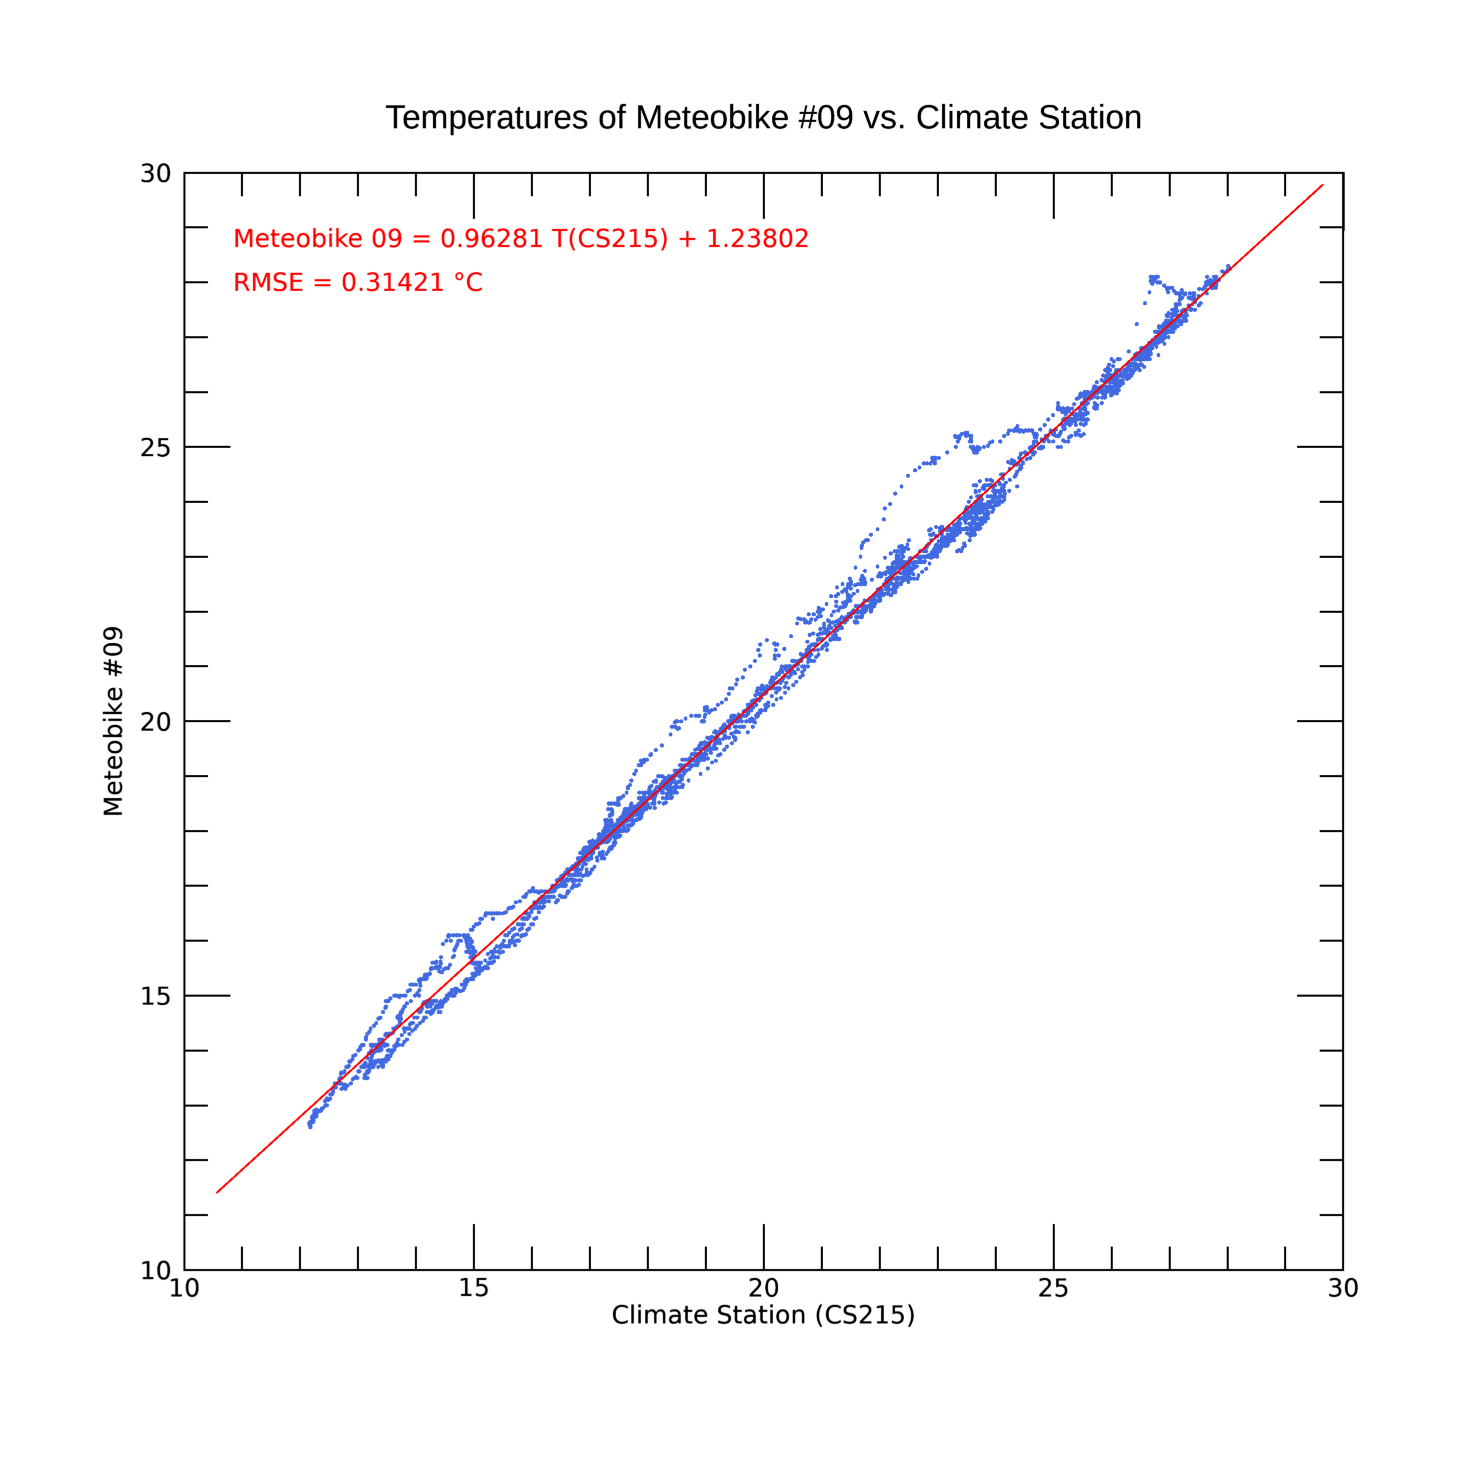 Temperatures of Meteobike #09 vs. Climate Station
30
Meteobike 09 = 0.96281 T(CS215) + 1.23802
RMSE = 0.31421 °C
25
20
15
10
Meteobike #09
10 15 20 25 30
Climate Station (CS215)